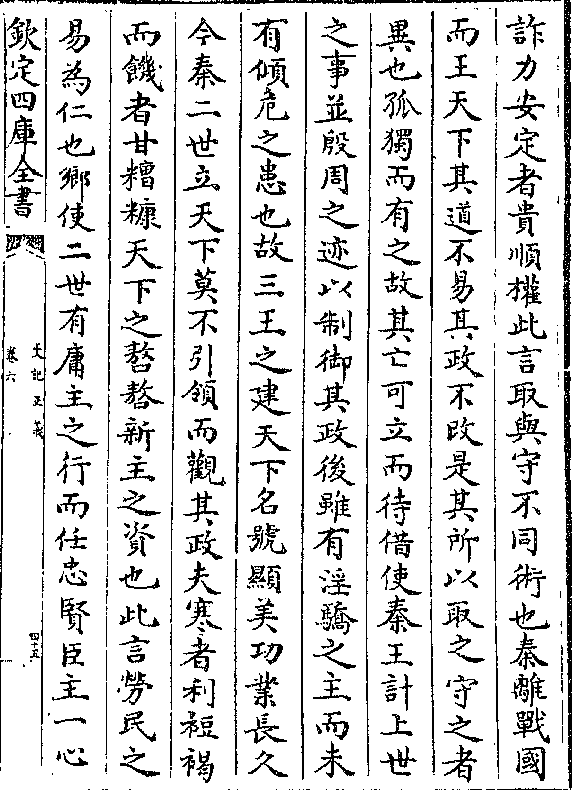 詐力安定者貴順權此言取與守不同術也秦離戰國
而王天下其道不易其政不改是其所以取之守之者
異也孤獨而有之故其亡可立而待借使秦王計上世
之事並殷周之迹以制御其政後雖有淫驕之主而未
有傾危之患也故三王之建天下名號顯美功業長久
今秦二世立天下莫不引領而觀其政夫寒者利裋褐
而饑者甘糟糠天下之嗸嗸新主之資也此言勞民之
易為仁也鄉使二世有庸主之行而任忠賢臣主一心
欽定四庫全書
史記正義
卷六
四十五